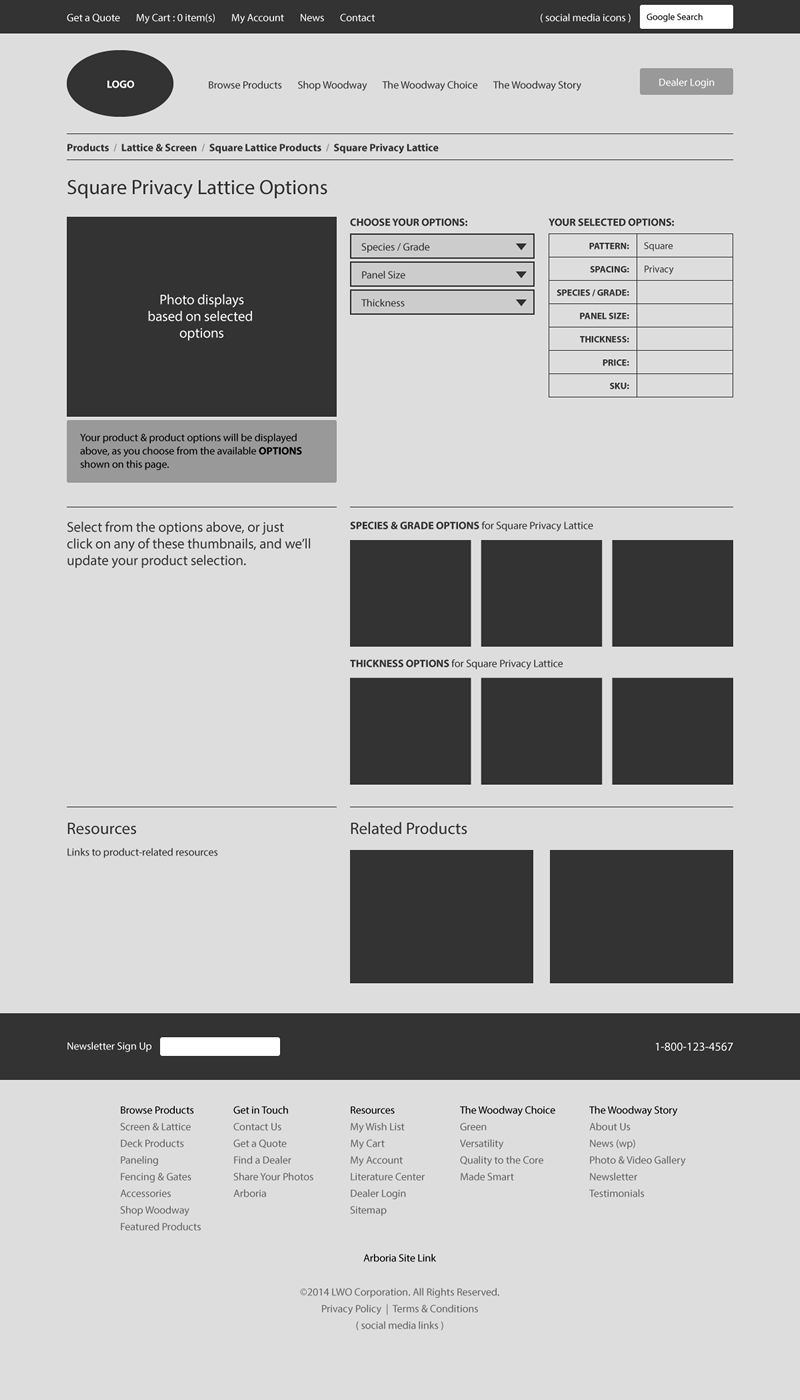 Get a Quote My Cart : 0 item(s) My Account News Contact ( social media icons ) Google Search
LOGO
Browse Products Shop Woodway The Woodway Choice The Woodway Story
Dealer Login
Products / Lattice & Screen / Square Lattice Products / Square Privacy Lattice
Square Privacy Lattice Options
Photo displays
based on selected
options
Your product & product options will be displayed
above, as you choose from the available OPTIONS
shown on this page.
CHOOSE YOUR OPTIONS:
Species / Grade
Panel Size
Thickness
YOUR SELECTED OPTIONS:
PATTERN: Square
SPACING: Privacy
SPECIES / GRADE:
PANEL SIZE:
THICKNESS:
PRICE:
SKU:
Select from the options above, or just
click on any of these thumbnails, and we'll
update your product selection.
SPECIES & GRADE OPTIONS for Square Privacy Lattice
THICKNESS OPTIONS for Square Privacy Lattice
Resources
Links to product-related resources
Related Products
Newsletter Sign Up
1-800-123-4567
Browse Products
Screen & Lattice
Deck Products
Paneling
Fencing & Gates
Accessories
Shop Woodway
Featured Products
Get in Touch
Contact Us
Get a Quote
Find a Dealer
Share Your Photos
Arboria
Resources
My Wish List
My Cart
My Account
Literature Center
Dealer Login
Sitemap
The Woodway Choice
Green
Versatility
Quality to the Core
Made Smart
The Woodway Story
About Us
News (wp)
Photo & Video Gallery
Newsletter
Testimonials
Arboria Site Link
©2014 LWO Corporation. All Rights Reserved.
Privacy Policy | Terms & Conditions
( social media links )